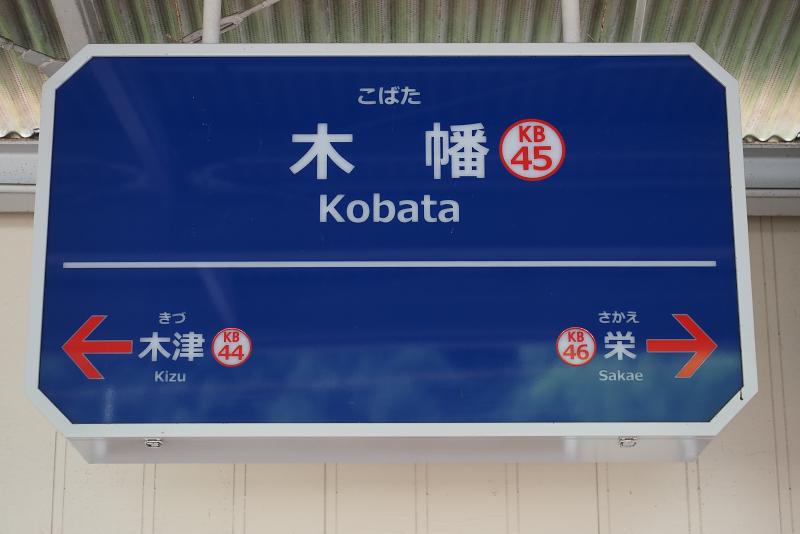 こばた
木幡 KB 45
Kobata
きづ
木津 KB 44
Kizu
さかえ
KB 46 栄
Sakae